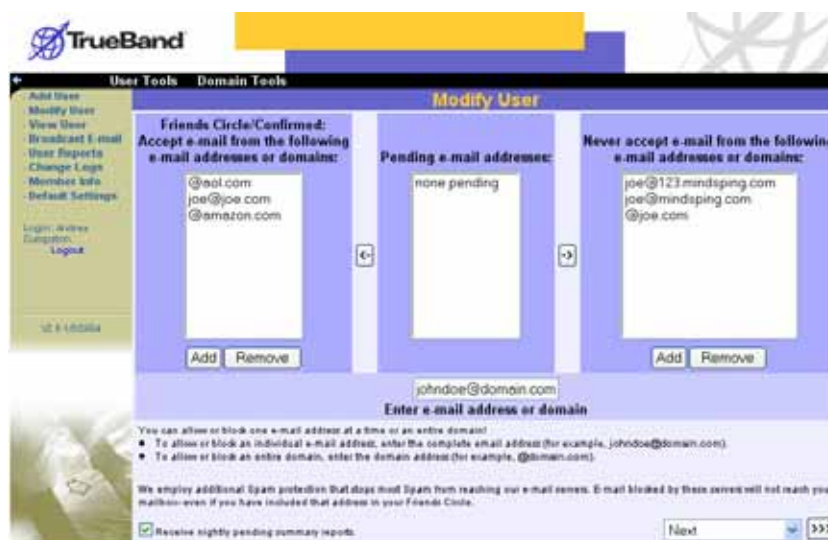 TrueBand
User Tools Domain Tools
Add User
Modify User
View User
Broadcast E-mail
User Reports
Change Logs
Member Info
Default Settings
Login: Andrea
Logout
Modify User
Friends Circle/Confirmed:
Accept e-mail from the following
e-mail addresses or domains:
@aol.com
joe@joe.com
@amazon.com
Add Remove
<-
Pending e-mail addresses:
none pending
->
Never accept e-mail from the following
e-mail addresses or domains:
joe@123.mindsping.com
joe@mindsping.com
@joe.com
Add Remove
johndoe@domain.com
Enter e-mail address or domain
You can allow or block one e-mail address at a time or an entire domain!
• To allow or block an individual e-mail address, enter the complete email address (for example, johndoe@domain.com).
• To allow or block an entire domain, enter the domain address (for example, @domain.com).
We employ additional Spam protection that stops most Spam from reaching our e-mail servers. E-mail blocked by these servers will not reach you
mailbox-even if you have included that address in your Friends Circle.
Receive nightly pending summary reports.
Next >>>